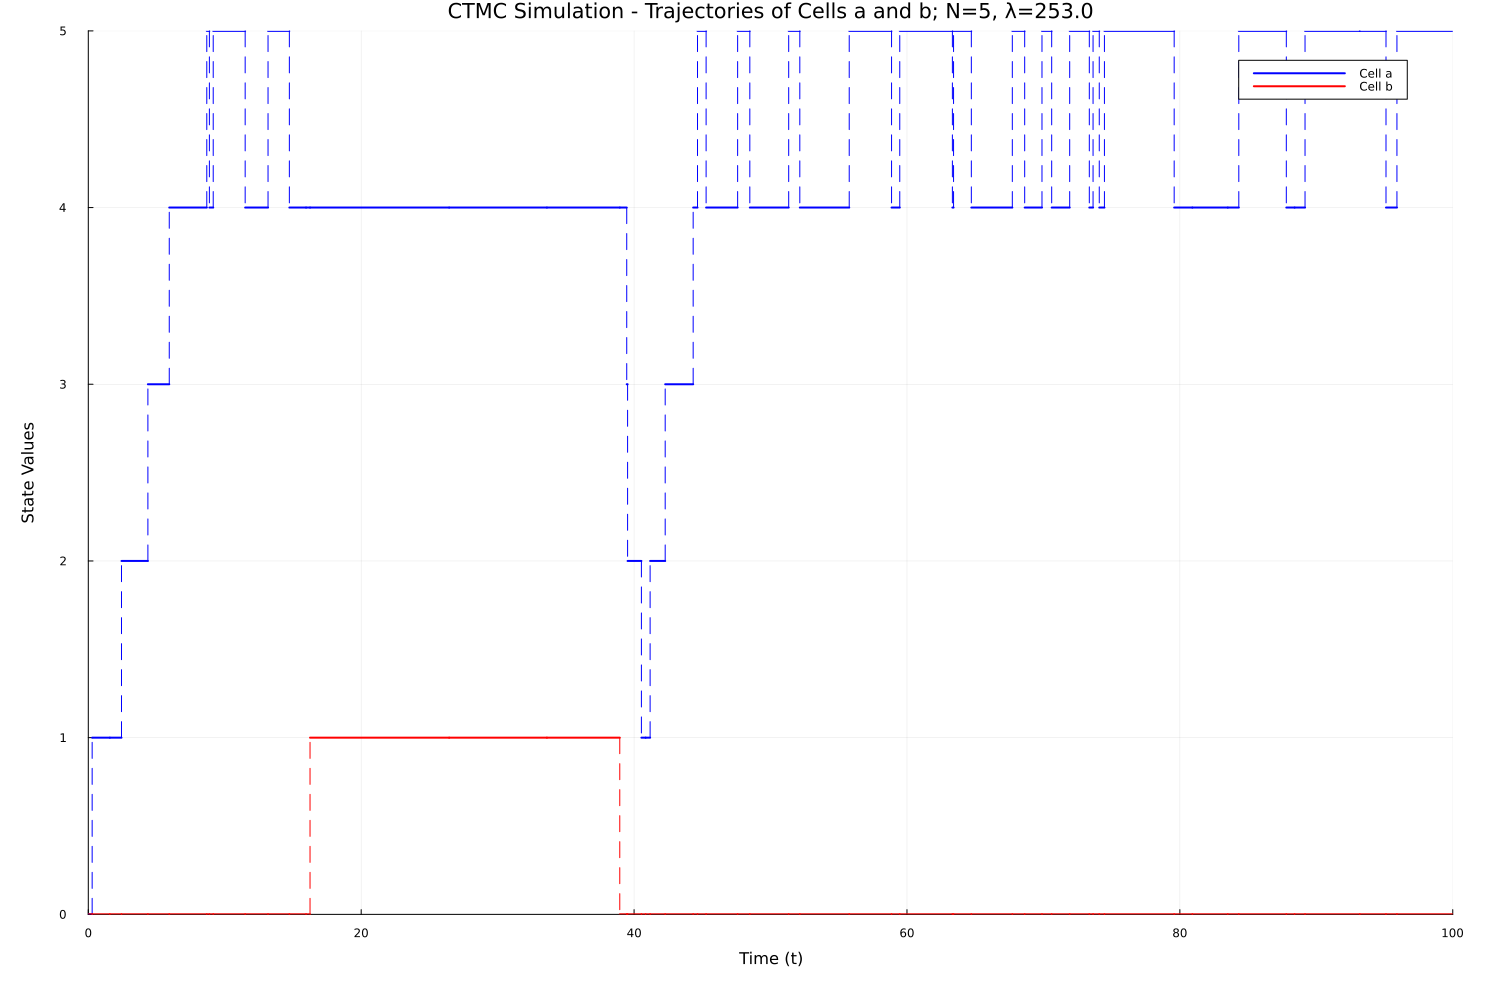 CTMC Simulation - Trajectories of Cells a and b; N=5, λ=253.0
5
Cell a
Cell b
4
3
State Values
2
1
0
0 20 40 60 80 100
Time (t)